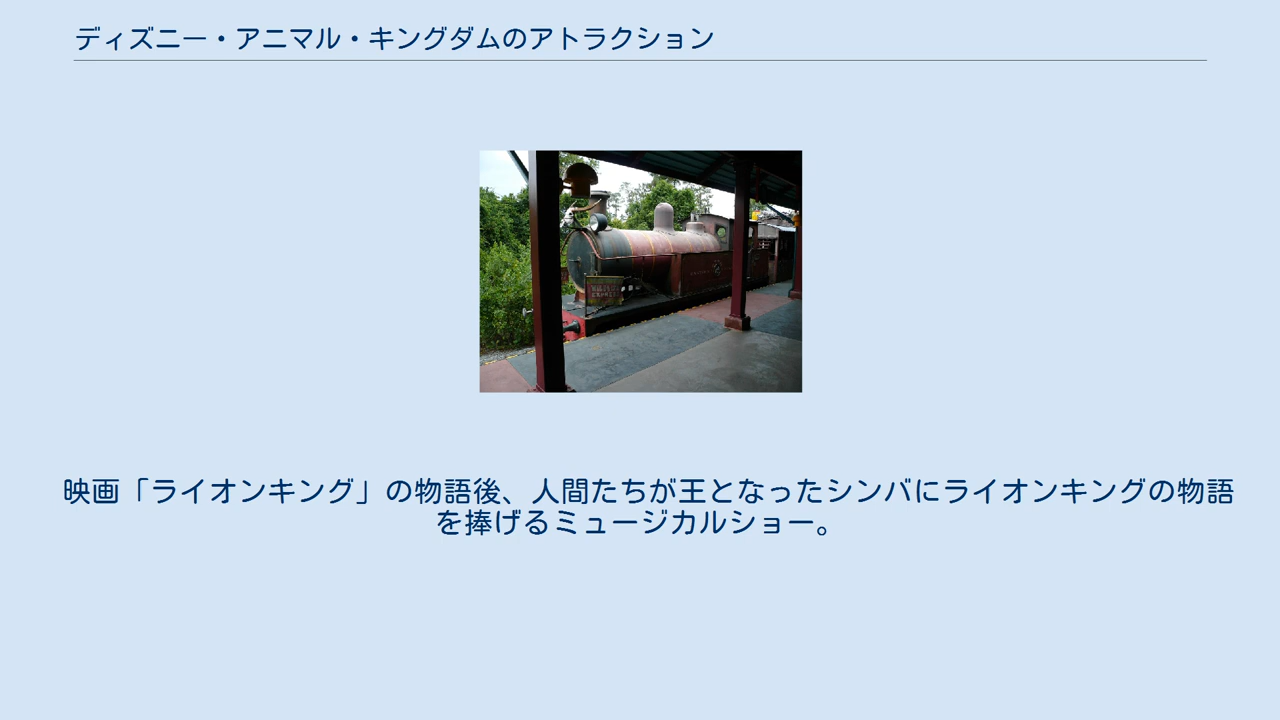 ディズニー・アニマル・キングダムのアトラクション
映画「ライオンキング」の物語後、人間たちが王となったシンバにライオンキングの物語
を捧げるミュージカルショー。